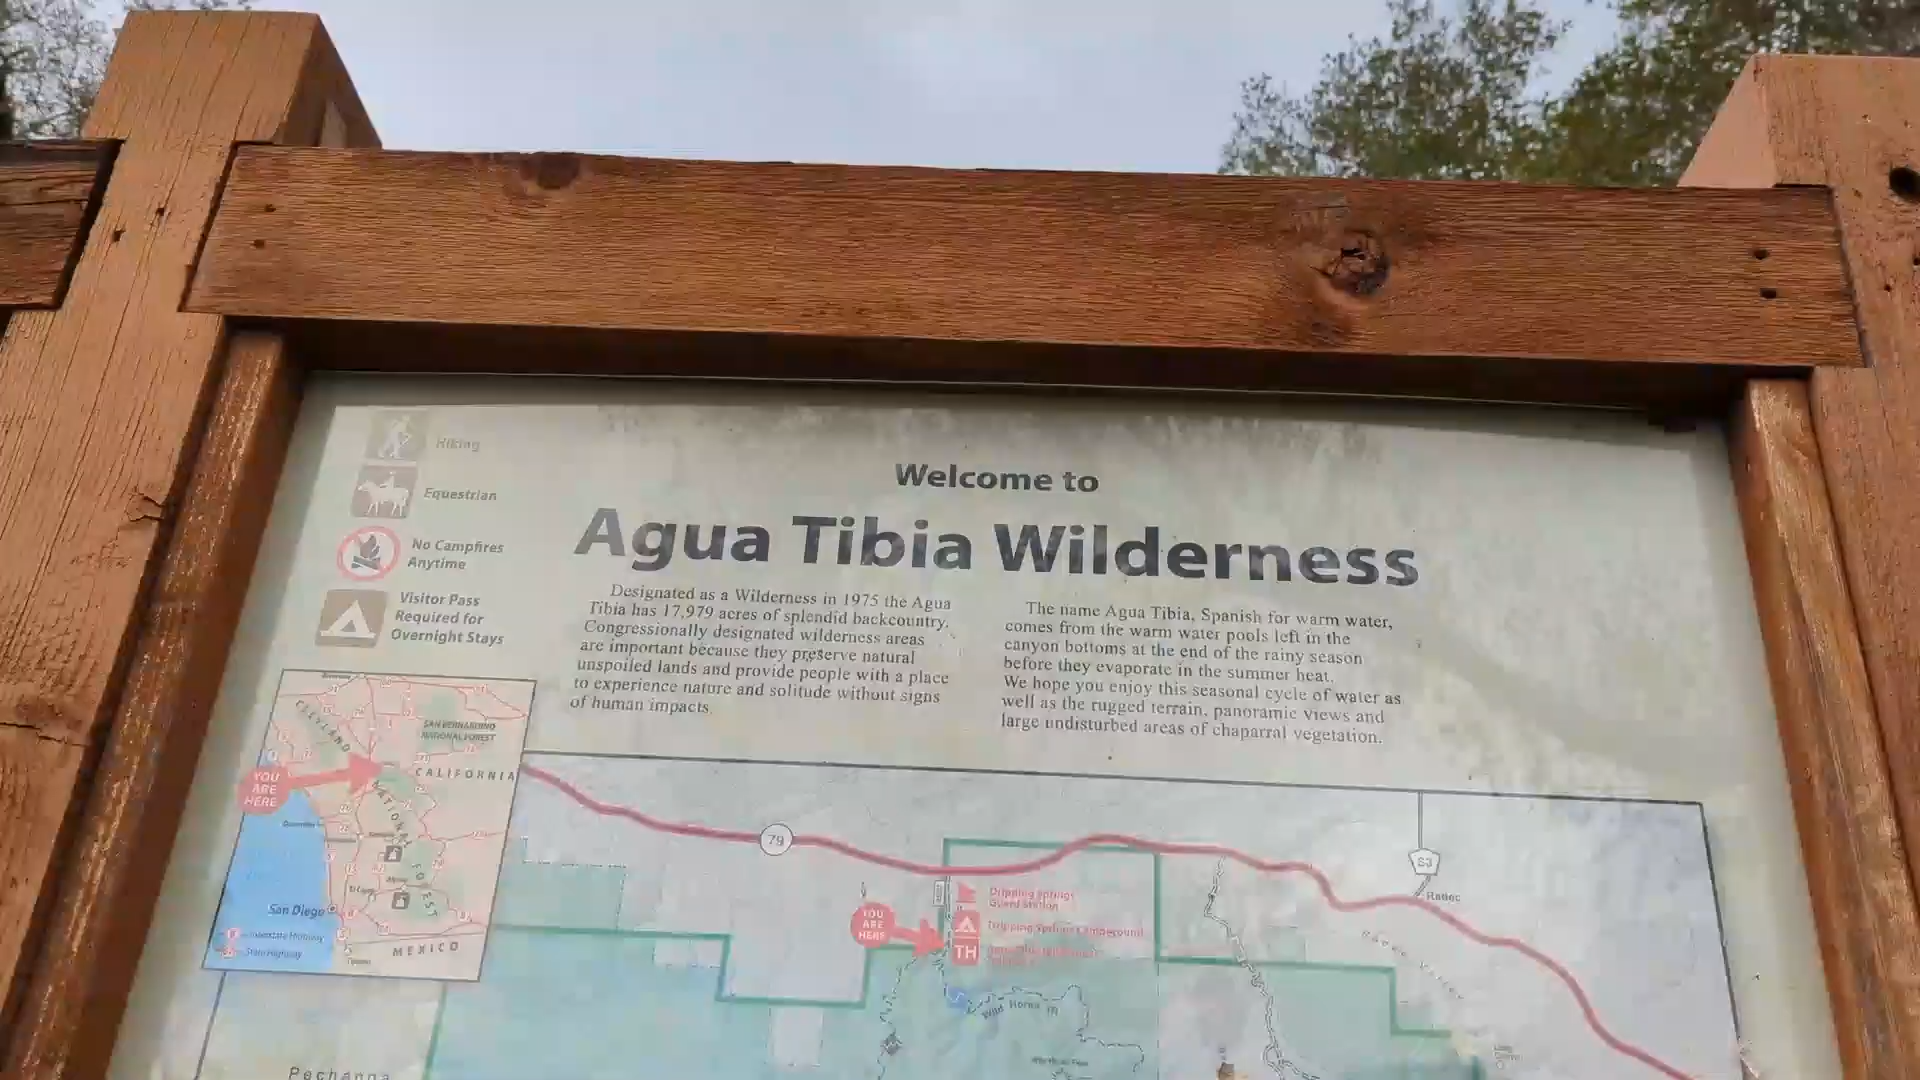 Hiking
Equestrian
No Campfires
Anytime
Visitor Pass
Required for
Overnight Stays
Welcome to
Agua Tibia Wilderness
Designated as a Wilderness in 1975 the Agua
Tibia has 17,979 acres of splendid backcountry.
Congressionally designated wilderness areas
are important because they preserve natural
unspoiled lands and provide people with a place
to experience nature and solitude without signs
of human impacts.
The name Agua Tibia, Spanish for warm water,
comes from the warm water pools left in the
canyon bottoms at the end of the rainy season
before they evaporate in the summer heat.
We hope you enjoy this seasonal cycle of water as
well as the rugged terrain, panoramic views and
large undisturbed areas of chaparral vegetation.
CLEVELAND
NATIONAL FOREST
SAN BERNARDINO
NATIONAL FOREST
CALIFORNIA
YOU
ARE
HERE
San Diego
MEXICO
Interstate Highway
State Highway
79
S3
Radec
YOU
ARE
HERE
Dripping Springs
Guard Station
Dripping Springs Campground
TH
Wild Horse TR
Pechanga